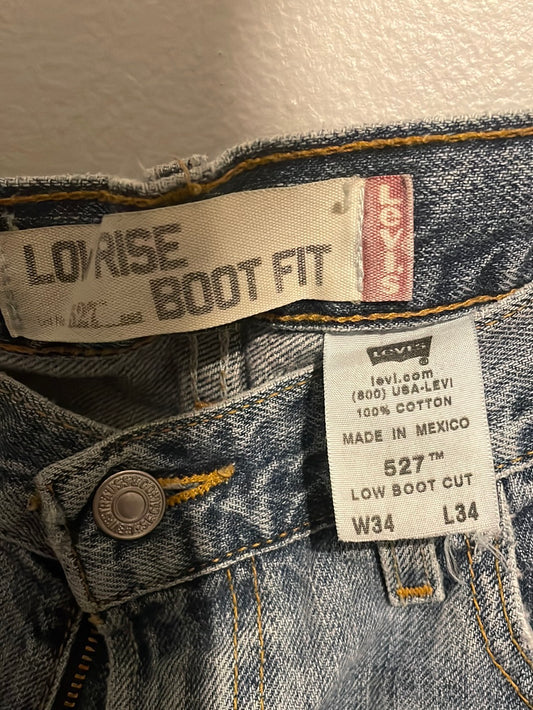 LOWRISE
BOOT FIT
Levi's
Levi's ®
levi.com
(800) USA-LEVI
100% COTTON
MADE IN MEXICO
527™
LOW BOOT CUT
W34 L34